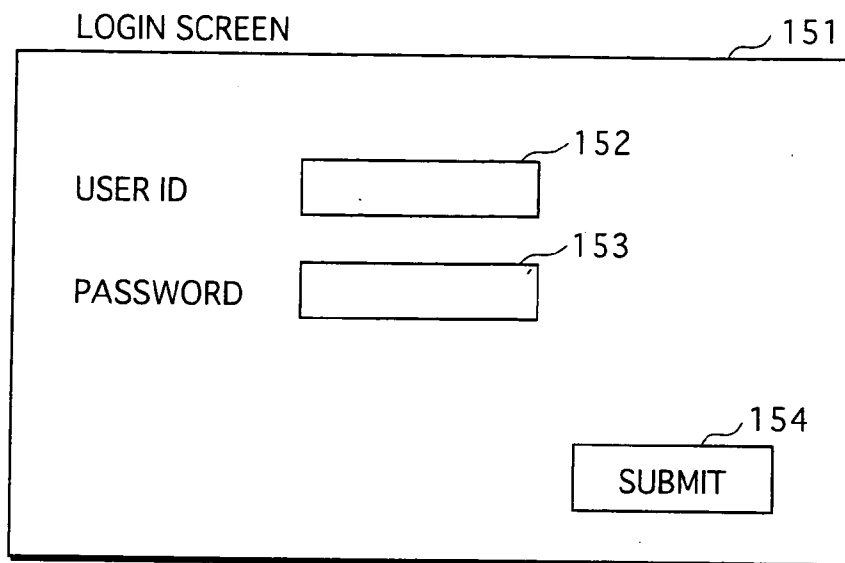 LOGIN SCREEN
151
152
USER ID
153
PASSWORD
154
SUBMIT